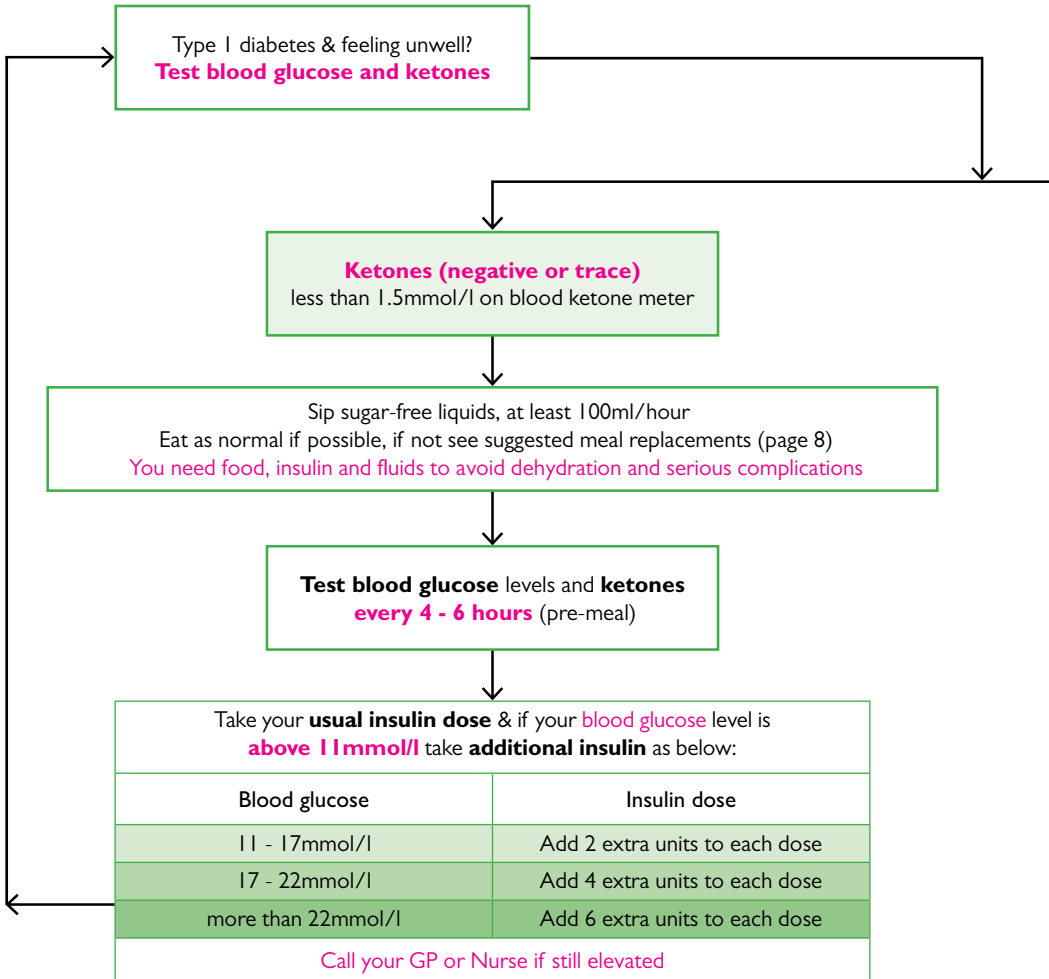 Type 1 diabetes & feeling unwell?
Test blood glucose and ketones
Ketones (negative or trace)
less than 1.5mmol/l on blood ketone meter
Sip sugar-free liquids, at least 100ml/hour
Eat as normal if possible, if not see suggested meal replacements (page 8)
You need food, insulin and fluids to avoid dehydration and serious complications
Test blood glucose levels and ketones
every 4 - 6 hours (pre-meal)
Take your usual insulin dose & if your blood glucose level is
above 11mmol/l take additional insulin as below:
Blood glucose Insulin dose
11 - 17mmol/l Add 2 extra units to each dose
17 - 22mmol/l Add 4 extra units to each dose
more than 22mmol/l Add 6 extra units to each dose
Call your GP or Nurse if still elevated